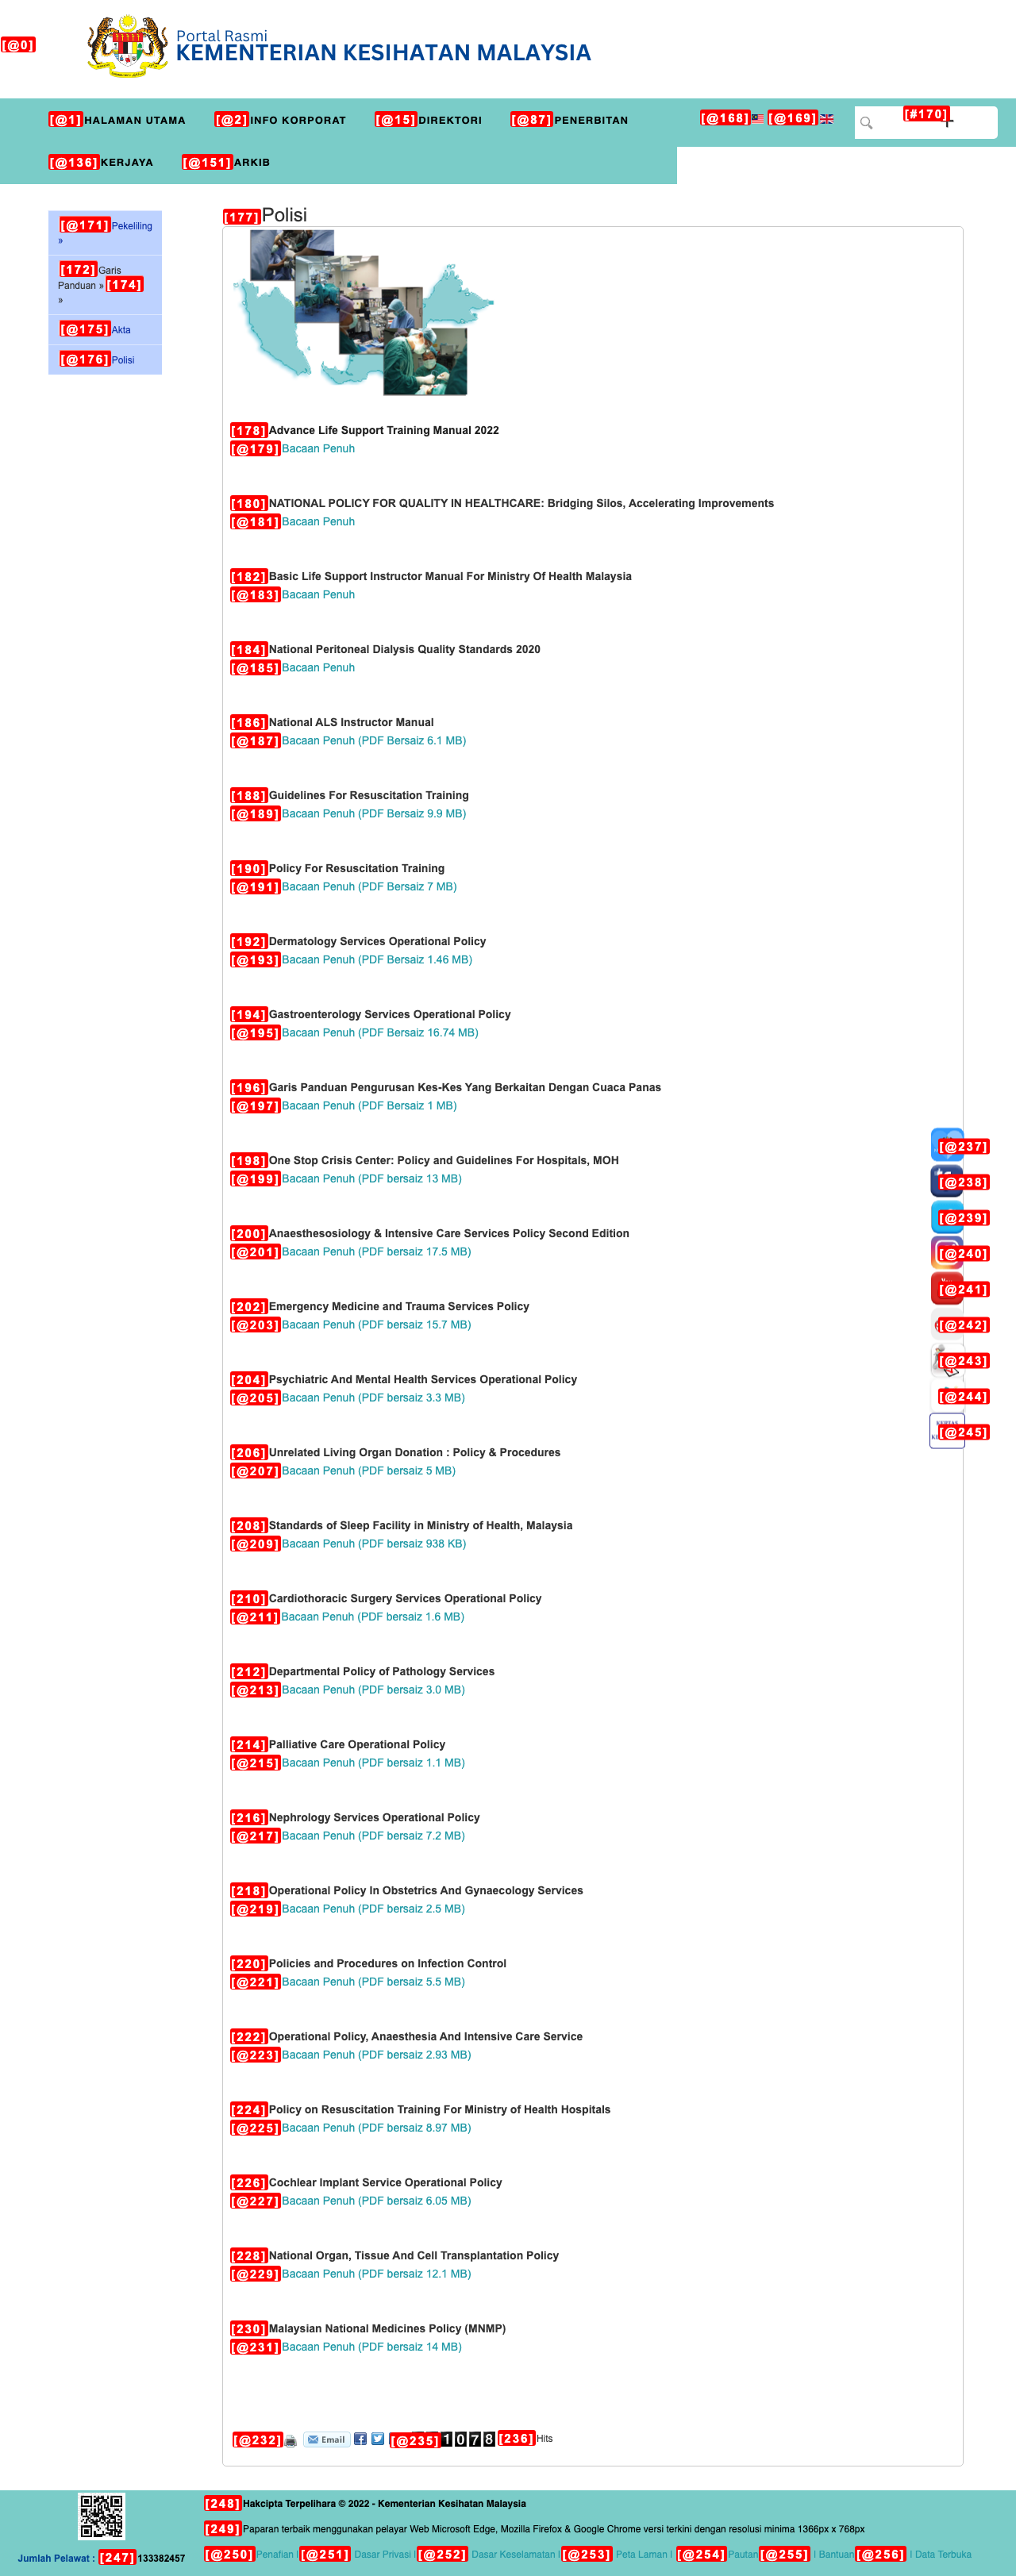 Portal Rasmi
KEMENTERIAN KESIHATAN MALAYSIA
[@0]
[@1] HALAMAN UTAMA [@2] INFO KORPORAT [@15] DIREKTORI [@87] PENERBITAN [@168] [@169] [#170]
[@136] KERJAYA [@151] ARKIB
[@171] Pekeliling
»
[172] Garis
Panduan » [174]
»
[@175] Akta
[@176] Polisi
[177] Polisi
[178] Advance Life Support Training Manual 2022
[@179] Bacaan Penuh
[180] NATIONAL POLICY FOR QUALITY IN HEALTHCARE: Bridging Silos, Accelerating Improvements
[@181] Bacaan Penuh
[182] Basic Life Support Instructor Manual For Ministry Of Health Malaysia
[@183] Bacaan Penuh
[184] National Peritoneal Dialysis Quality Standards 2020
[@185] Bacaan Penuh
[186] National ALS Instructor Manual
[@187] Bacaan Penuh (PDF Bersaiz 6.1 MB)
[188] Guidelines For Resuscitation Training
[@189] Bacaan Penuh (PDF Bersaiz 9.9 MB)
[190] Policy For Resuscitation Training
[@191] Bacaan Penuh (PDF Bersaiz 7 MB)
[192] Dermatology Services Operational Policy
[@193] Bacaan Penuh (PDF Bersaiz 1.46 MB)
[194] Gastroenterology Services Operational Policy
[@195] Bacaan Penuh (PDF Bersaiz 16.74 MB)
[196] Garis Panduan Pengurusan Kes-Kes Yang Berkaitan Dengan Cuaca Panas
[@197] Bacaan Penuh (PDF Bersaiz 1 MB)
[198] One Stop Crisis Center: Policy and Guidelines For Hospitals, MOH
[@199] Bacaan Penuh (PDF bersaiz 13 MB)
[200] Anaesthesosiology & Intensive Care Services Policy Second Edition
[@201] Bacaan Penuh (PDF bersaiz 17.5 MB)
[202] Emergency Medicine and Trauma Services Policy
[@203] Bacaan Penuh (PDF bersaiz 15.7 MB)
[204] Psychiatric And Mental Health Services Operational Policy
[@205] Bacaan Penuh (PDF bersaiz 3.3 MB)
[206] Unrelated Living Organ Donation : Policy & Procedures
[@207] Bacaan Penuh (PDF bersaiz 5 MB)
[208] Standards of Sleep Facility in Ministry of Health, Malaysia
[@209] Bacaan Penuh (PDF bersaiz 938 KB)
[210] Cardiothoracic Surgery Services Operational Policy
[@211] Bacaan Penuh (PDF bersaiz 1.6 MB)
[212] Departmental Policy of Pathology Services
[@213] Bacaan Penuh (PDF bersaiz 3.0 MB)
[214] Palliative Care Operational Policy
[@215] Bacaan Penuh (PDF bersaiz 1.1 MB)
[216] Nephrology Services Operational Policy
[@217] Bacaan Penuh (PDF bersaiz 7.2 MB)
[218] Operational Policy In Obstetrics And Gynaecology Services
[@219] Bacaan Penuh (PDF bersaiz 2.5 MB)
[220] Policies and Procedures on Infection Control
[@221] Bacaan Penuh (PDF bersaiz 5.5 MB)
[222] Operational Policy, Anaesthesia And Intensive Care Service
[@223] Bacaan Penuh (PDF bersaiz 2.93 MB)
[224] Policy on Resuscitation Training For Ministry of Health Hospitals
[@225] Bacaan Penuh (PDF bersaiz 8.97 MB)
[226] Cochlear Implant Service Operational Policy
[@227] Bacaan Penuh (PDF bersaiz 6.05 MB)
[228] National Organ, Tissue And Cell Transplantation Policy
[@229] Bacaan Penuh (PDF bersaiz 12.1 MB)
[230] Malaysian National Medicines Policy (MNMP)
[@231] Bacaan Penuh (PDF bersaiz 14 MB)
[@237]
[@238]
[@239]
[@240]
[@241]
[@242]
[@243]
[@244]
[@245]
[@232] Email [@235] 1078 [236] Hits
[248] Hakcipta Terpelihara © 2022 - Kementerian Kesihatan Malaysia
[249] Paparan terbaik menggunakan pelayar Web Microsoft Edge, Mozilla Firefox & Google Chrome versi terkini dengan resolusi minima 1366px x 768px
Jumlah Pelawat : [247] 133382457
[@250] Penafian | [@251] Dasar Privasi | [@252] Dasar Keselamatan | [@253] Peta Laman | [@254] Pautan [@255] | Bantuan [@256] | Data Terbuka